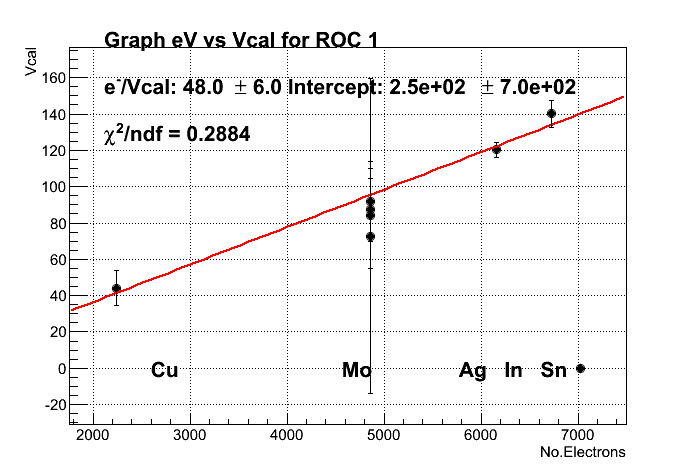 Graph eV vs Vcal for ROC 1
Vcal
e⁻/Vcal: 48.0 ± 6.0 Intercept: 2.5e+02 ± 7.0e+02
χ²/ndf = 0.2884
160
140
120
100
80
60
40
20
0
-20
Cu Mo Ag In Sn
2000 3000 4000 5000 6000 7000
No.Electrons